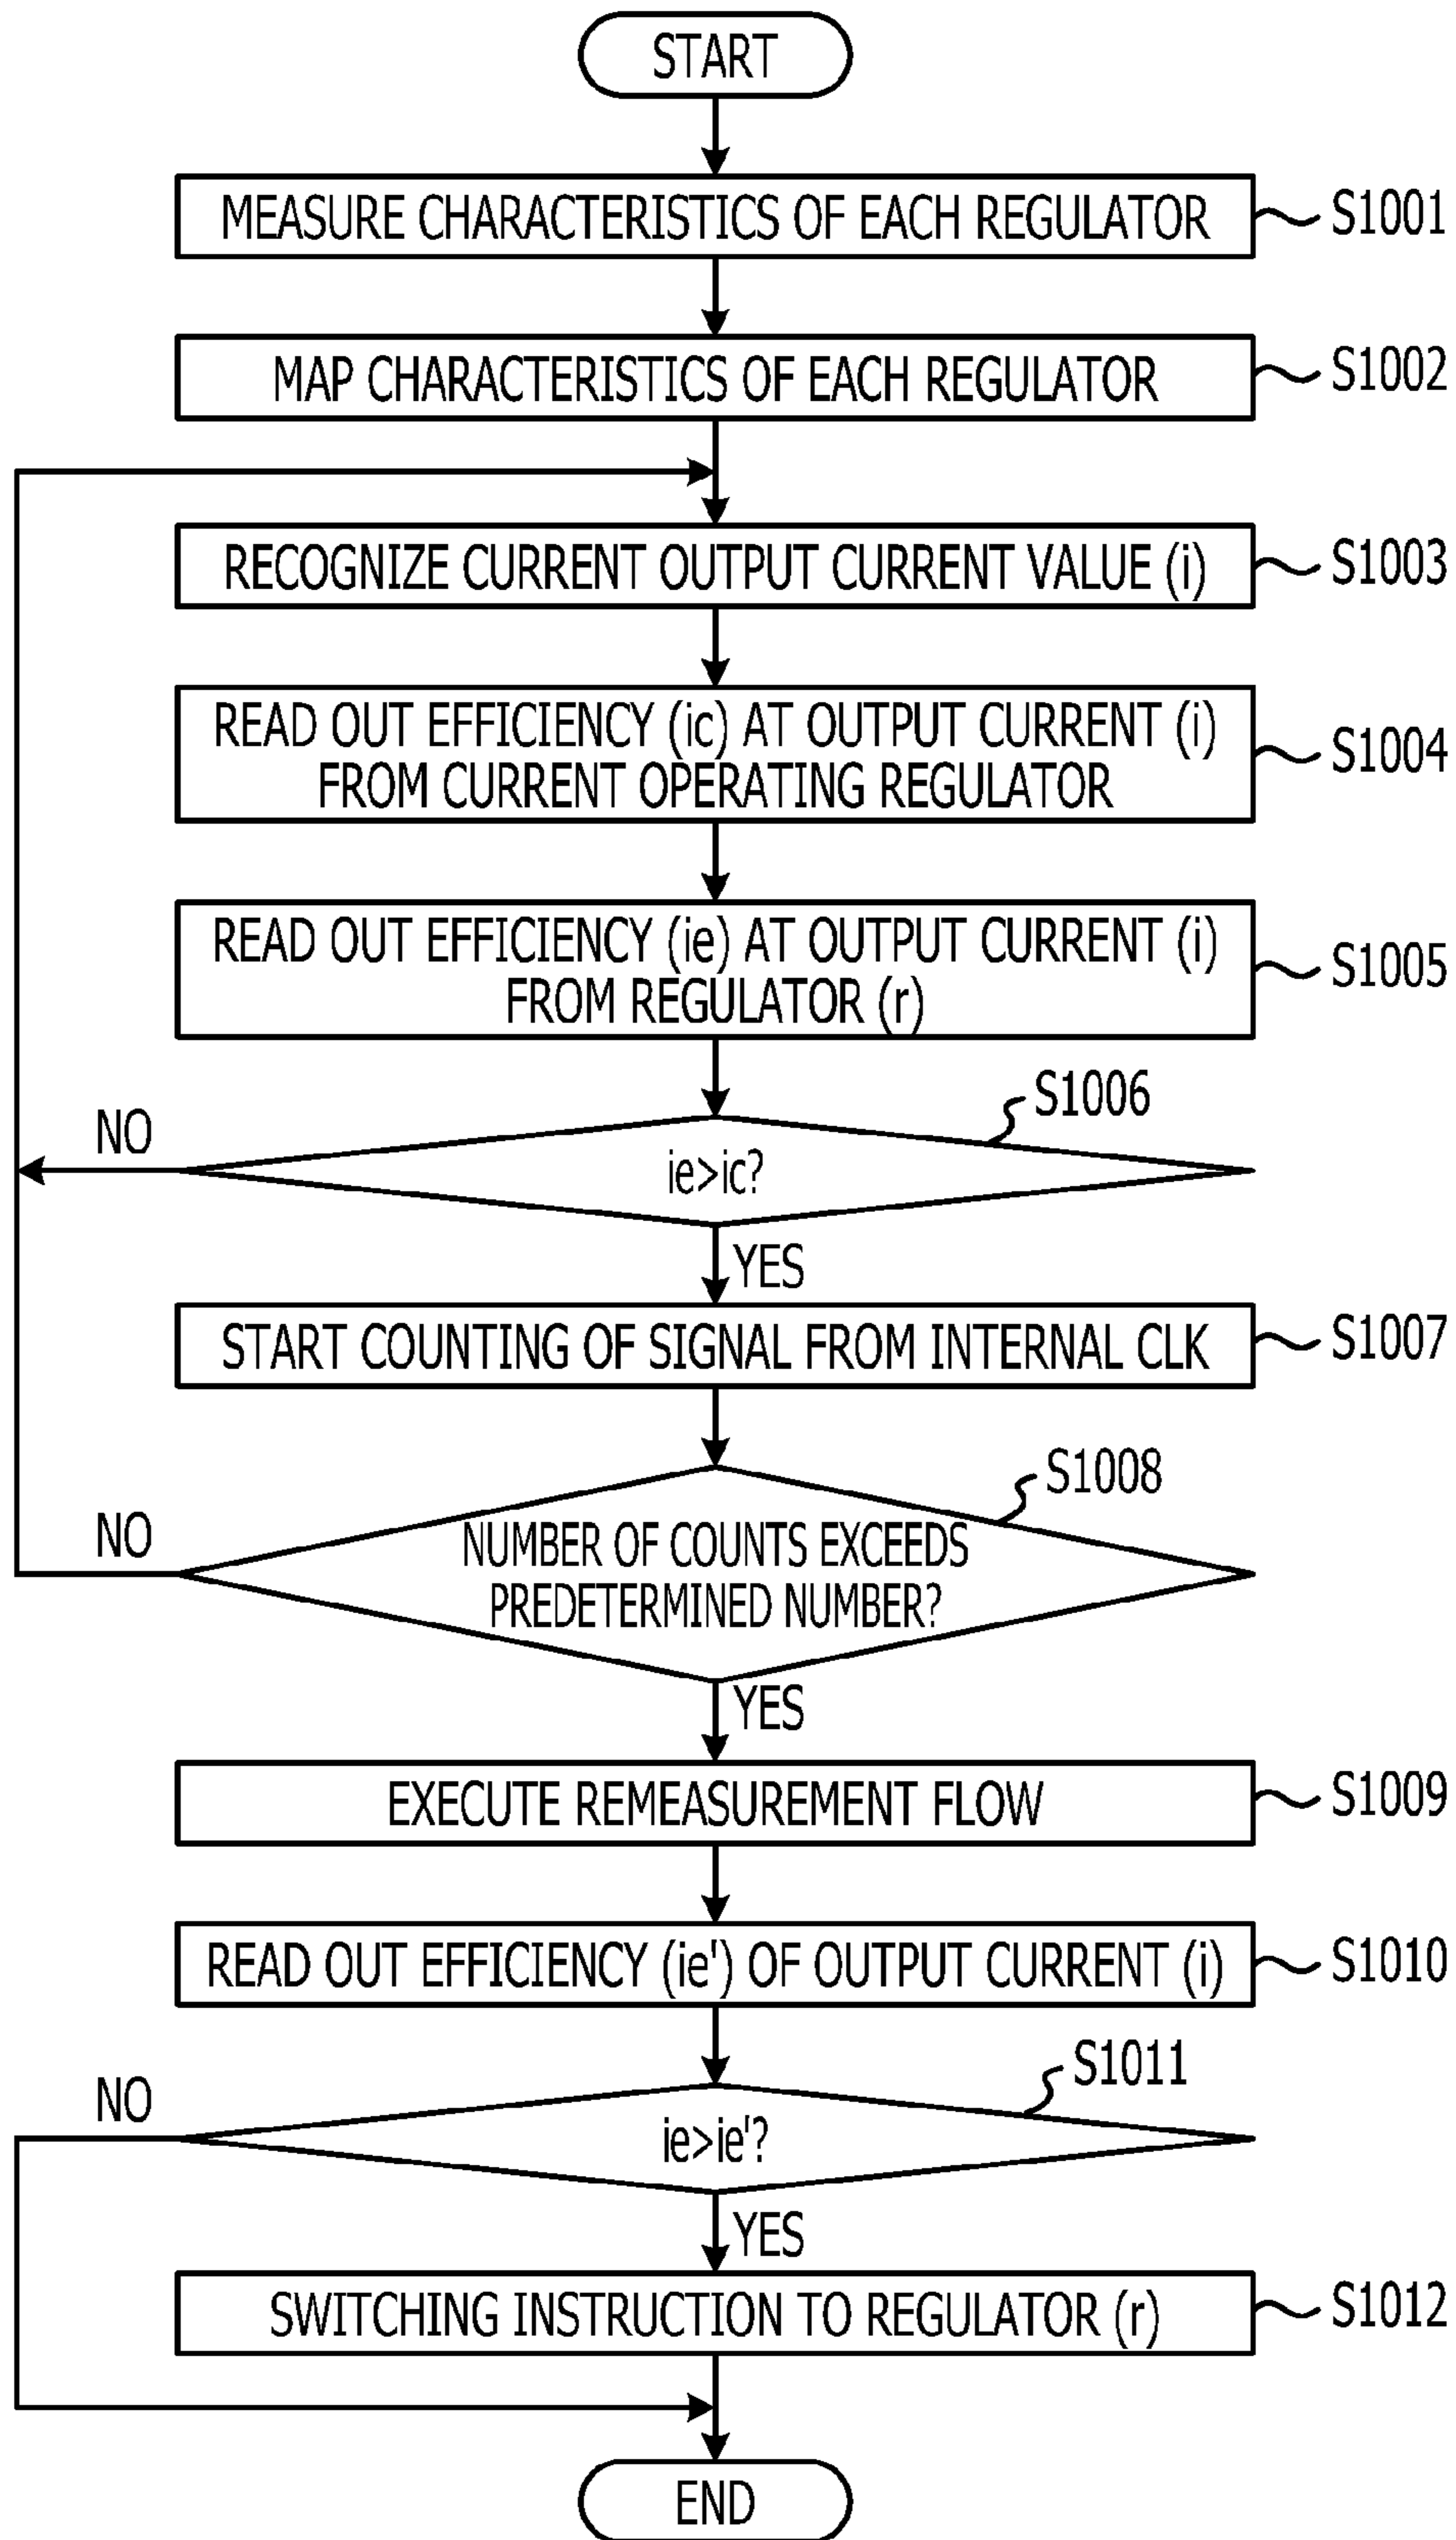 START
MEASURE CHARACTERISTICS OF EACH REGULATOR
S1001
MAP CHARACTERISTICS OF EACH REGULATOR
S1002
RECOGNIZE CURRENT OUTPUT CURRENT VALUE (i)
S1003
READ OUT EFFICIENCY (ic) AT OUTPUT CURRENT (i)
FROM CURRENT OPERATING REGULATOR
S1004
READ OUT EFFICIENCY (ie) AT OUTPUT CURRENT (i)
FROM REGULATOR (r)
S1005
S1006
NO
ie>ic?
YES
START COUNTING OF SIGNAL FROM INTERNAL CLK
S1007
S1008
NO
NUMBER OF COUNTS EXCEEDS
PREDETERMINED NUMBER?
YES
EXECUTE REMEASUREMENT FLOW
S1009
READ OUT EFFICIENCY (ie') OF OUTPUT CURRENT (i)
S1010
S1011
NO
ie>ie'?
YES
SWITCHING INSTRUCTION TO REGULATOR (r)
S1012
END